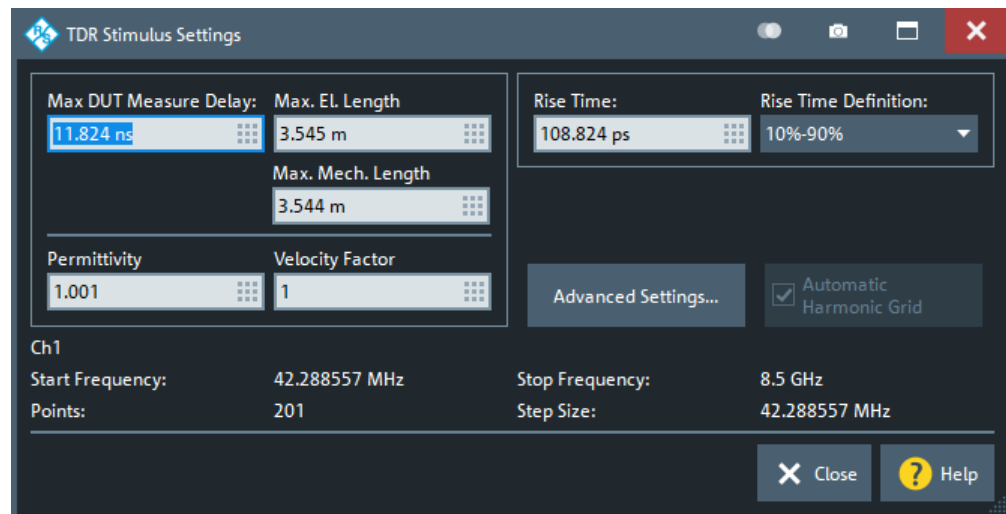 R&S TDR Stimulus Settings
Max DUT Measure Delay: Max. El. Length
11.824 ns 3.545 m
Max. Mech. Length
3.544 m
Permittivity Velocity Factor
1.001 1
Rise Time: Rise Time Definition:
108.824 ps 10%-90%
Advanced Settings... Automatic Harmonic Grid
Ch1
Start Frequency: 42.288557 MHz Stop Frequency: 8.5 GHz
Points: 201 Step Size: 42.288557 MHz
Close ? Help